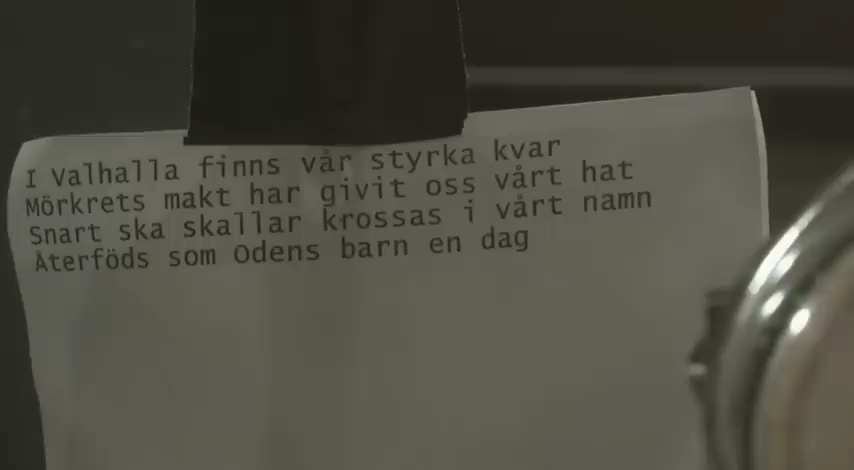 I Valhalla finns vår styrka kvar
Mörkrets makt har givit oss vårt hat
Snart ska skallar krossas i vårt namn
Återföds som Odens barn en dag